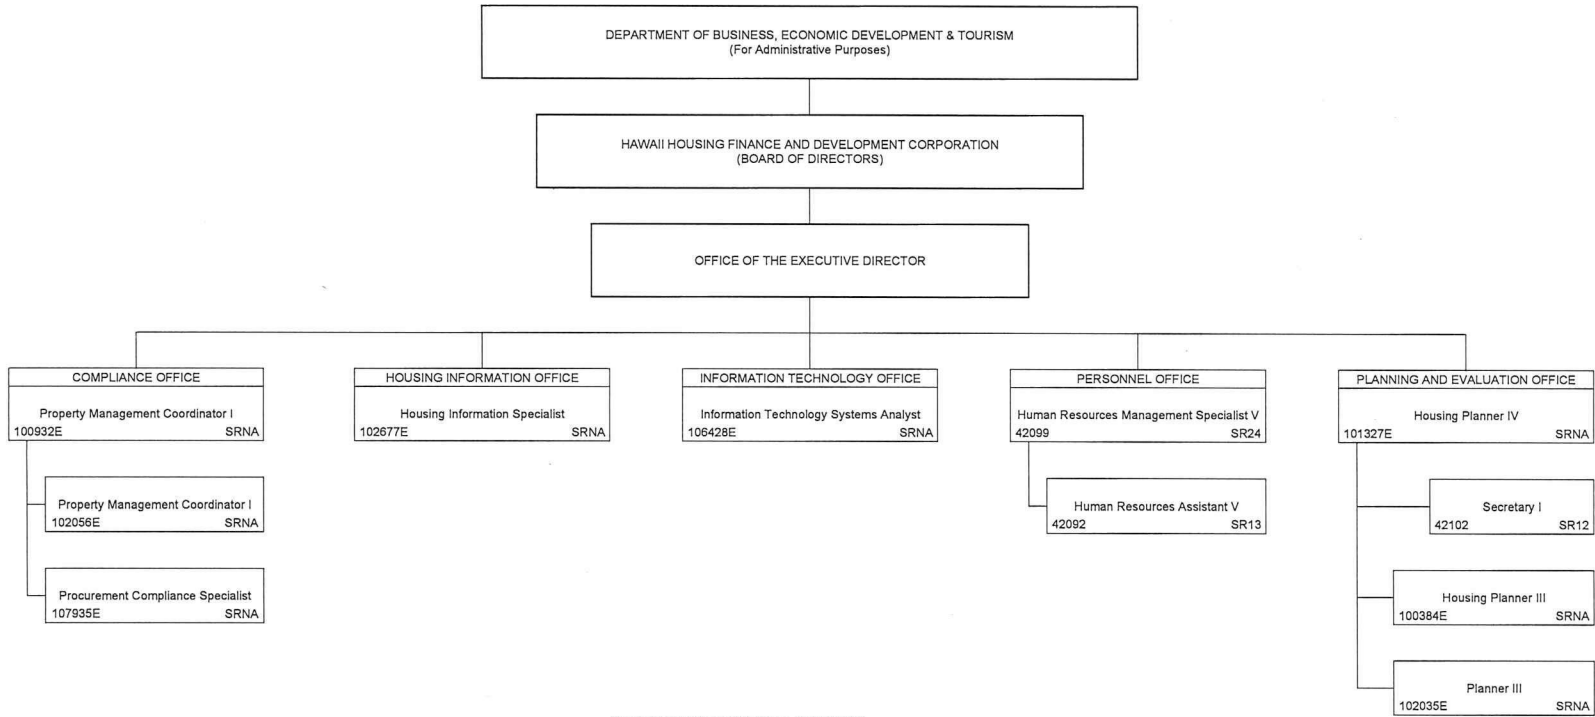 DEPARTMENT OF BUSINESS, ECONOMIC DEVELOPMENT & TOURISM
(For Administrative Purposes)
HAWAII HOUSING FINANCE AND DEVELOPMENT CORPORATION
(BOARD OF DIRECTORS)
OFFICE OF THE EXECUTIVE DIRECTOR
COMPLIANCE OFFICE
Property Management Coordinator I
100932E SRNA
Property Management Coordinator I
102056E SRNA
Procurement Compliance Specialist
107935E SRNA
HOUSING INFORMATION OFFICE
Housing Information Specialist
102677E SRNA
INFORMATION TECHNOLOGY OFFICE
Information Technology Systems Analyst
106428E SRNA
PERSONNEL OFFICE
Human Resources Management Specialist V
42099 SR24
Human Resources Assistant V
42092 SR13
PLANNING AND EVALUATION OFFICE
Housing Planner IV
101327E SRNA
Secretary I
42102 SR12
Housing Planner III
100384E SRNA
Planner III
102035E SRNA